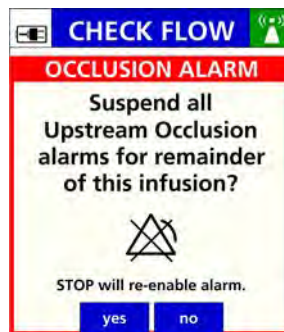 CHECK FLOW
OCCLUSION ALARM
Suspend all
Upstream Occlusion
alarms for remainder
of this infusion?
STOP will re-enable alarm.
yes no